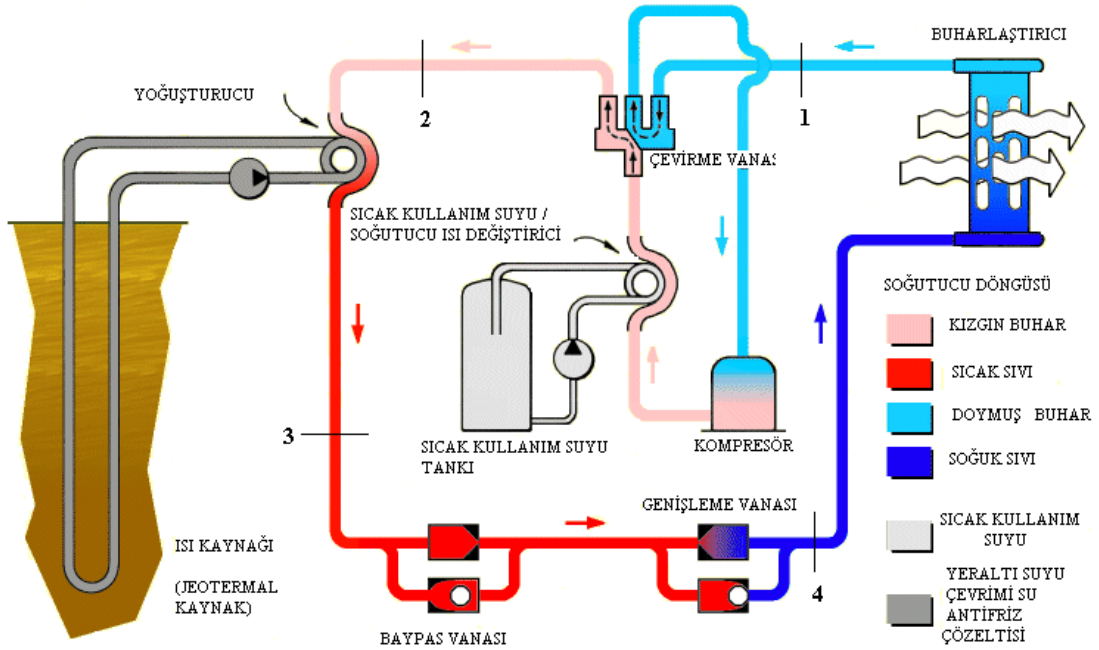 BUHARLAŞTIRICI
YOĞUŞTURUCU
2
1
ÇEVİRME VANAS
SICAK KULLANIM SUYU /
SOĞUTUCU ISI DEĞİŞTİRİCİ
SOĞUTUCU DÖNGÜSÜ
KIZGIN BUHAR
SICAK SIVI
DOYMUŞ BUHAR
SOĞUK SIVI
SICAK KULLANIM
SUYU
YERALTI SUYU
ÇEVRİMİ SU
ANTİFRİZ
ÇÖZELTİSİ
3
SICAK KULLANIM SUYU
TANKI
KOMPRESÖR
GENİŞLEME VANASI
ISI KAYNAĞI
(JEOTERMAL
KAYNAK)
4
BAYPAS VANASI